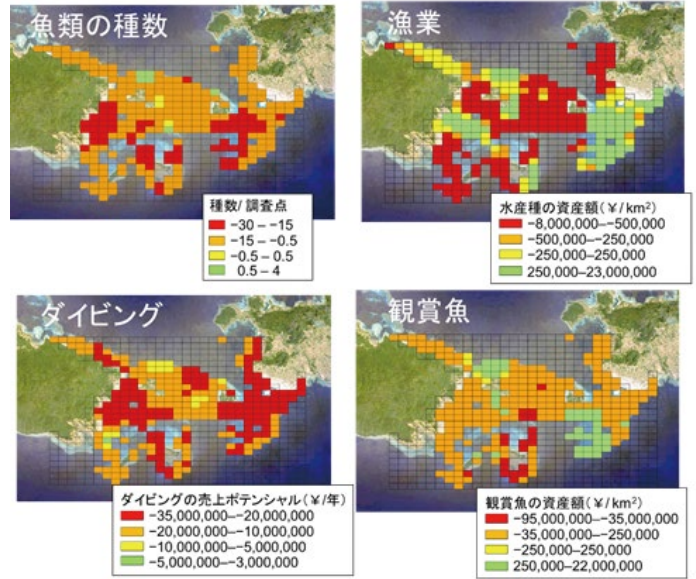 魚類の種数
種数/ 調査点
−30 – −15
−15 – −0.5
−0.5 – 0.5
0.5 – 4
漁業
水産種の資産額(¥/km²)
−8,000,000–−500,000
−500,000–−250,000
−250,000–250,000
250,000–23,000,000
ダイビング
ダイビングの売上ポテンシャル(¥/年)
−35,000,000–−20,000,000
−20,000,000–−10,000,000
−10,000,000–−5,000,000
−5,000,000–−3,000,000
観賞魚
観賞魚の資産額(¥/km²)
−95,000,000–−35,000,000
−35,000,000–−250,000
−250,000–250,000
250,000–22,000,000